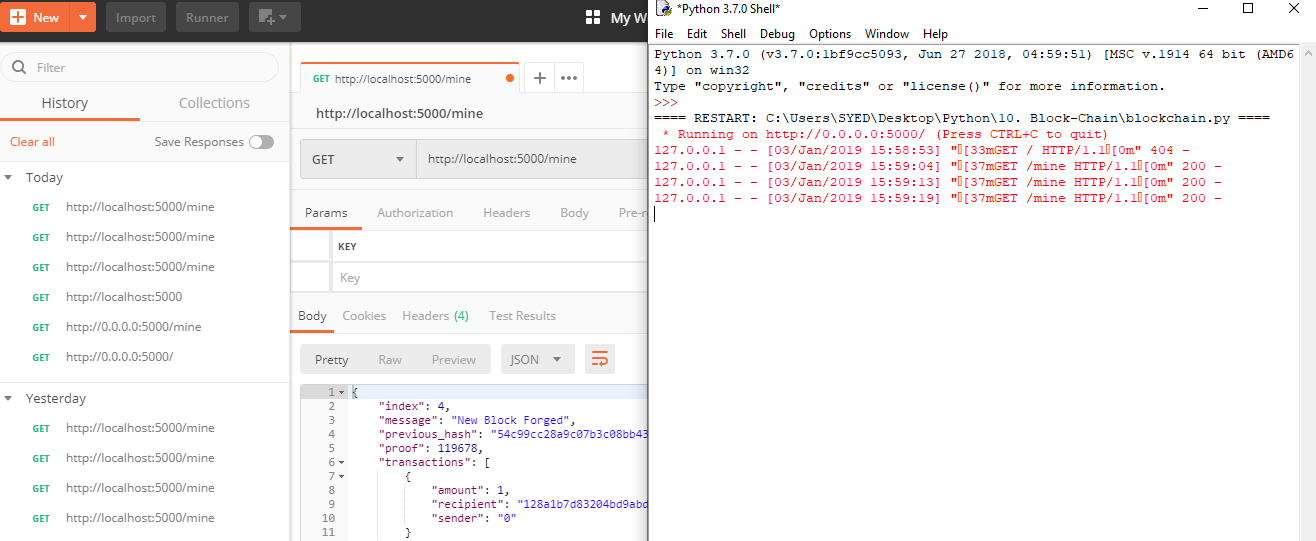 New
Import
Runner
My Wo
Filter
History
Collections
Clear all
Save Responses
Today
GET http://localhost:5000/mine
GET http://localhost:5000/mine
GET http://localhost:5000/mine
GET http://localhost:5000
GET http://0.0.0.0:5000/mine
GET http://0.0.0.0:5000/
Yesterday
GET http://localhost:5000/mine
GET http://localhost:5000/mine
GET http://localhost:5000/mine
GET http://localhost:5000/mine
GET http://localhost:5000/mine
http://localhost:5000/mine
GET
http://localhost:5000/mine
Params Authorization Headers Body Pre-r
KEY
Key
Body Cookies Headers (4) Test Results
Pretty Raw Preview JSON
1 {
2 "index": 4,
3 "message": "New Block Forged",
4 "previous_hash": "54c99cc28a9c07b3c08bb43
5 "proof": 119678,
6 "transactions": [
7 {
8 "amount": 1,
9 "recipient": "128a1b7d83204bd9abd
10 "sender": "0"
11 }
*Python 3.7.0 Shell*
File Edit Shell Debug Options Window Help
Python 3.7.0 (v3.7.0:1bf9cc5093, Jun 27 2018, 04:59:51) [MSC v.1914 64 bit (AMD6
4)] on win32
Type "copyright", "credits" or "license()" for more information.
>>>
==== RESTART: C:\Users\SYED\Desktop\Python\10. Block-Chain\blockchain.py ====
* Running on http://0.0.0.0:5000/ (Press CTRL+C to quit)
127.0.0.1 - - [03/Jan/2019 15:58:53] "[33mGET / HTTP/1.1[0m" 404 -
127.0.0.1 - - [03/Jan/2019 15:59:04] "[37mGET /mine HTTP/1.1[0m" 200 -
127.0.0.1 - - [03/Jan/2019 15:59:13] "[37mGET /mine HTTP/1.1[0m" 200 -
127.0.0.1 - - [03/Jan/2019 15:59:19] "[37mGET /mine HTTP/1.1[0m" 200 -